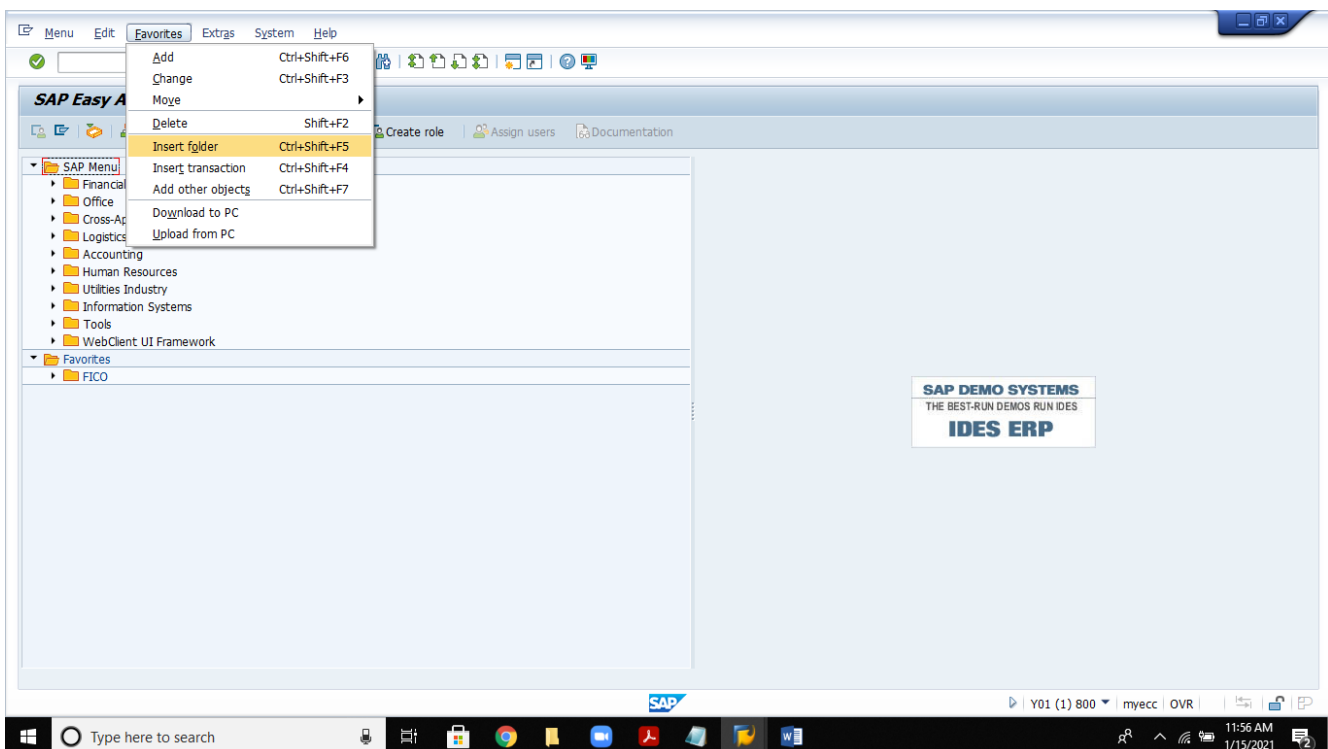 Menu Edit Favorites Extras System Help
Add Ctrl+Shift+F6
Change Ctrl+Shift+F3
Move
Delete Shift+F2
Insert folder Ctrl+Shift+F5
Insert transaction Ctrl+Shift+F4
Add other objects Ctrl+Shift+F7
Download to PC
Upload from PC
SAP Easy A
Create role Assign users Documentation
SAP Menu
Financial
Office
Cross-Ap
Logistics
Accounting
Human Resources
Utilities Industry
Information Systems
Tools
WebClient UI Framework
Favorites
FICO
SAP DEMO SYSTEMS
THE BEST-RUN DEMOS RUN IDES
IDES ERP
SAP
Y01 (1) 800 myecc OVR
Type here to search
11:56 AM
1/15/2021
2